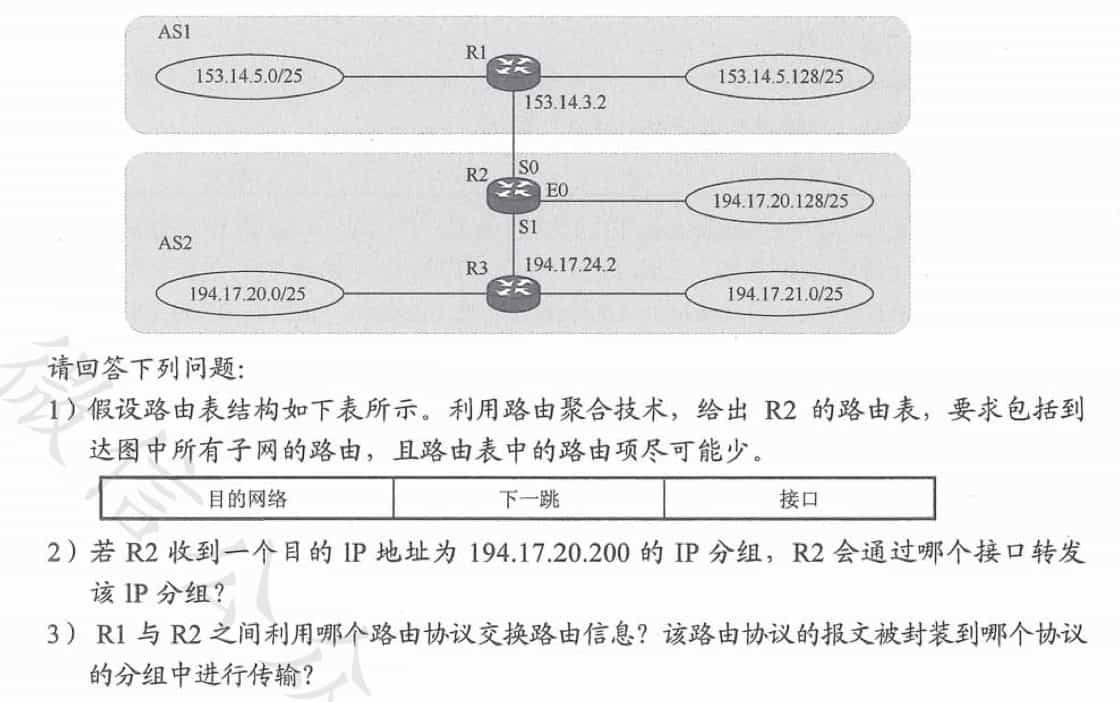 AS1
R1
153.14.5.0/25
153.14.5.128/25
153.14.3.2
S0
R2
E0
194.17.20.128/25
S1
AS2
R3
194.17.24.2
194.17.20.0/25
194.17.21.0/25
请回答下列问题:
1)假设路由表结构如下表所示。利用路由聚合技术，给出 R2 的路由表，要求包括到
达图中所有子网的路由，且路由表中的路由项尽可能少。
目的网络 下一跳 接口
2)若 R2 收到一个目的 IP 地址为 194.17.20.200 的 IP 分组，R2 会通过哪个接口转发
该 IP 分组?
3) R1 与 R2 之间利用哪个路由协议交换路由信息? 该路由协议的报文被封装到哪个协议
的分组中进行传输?
微信公众